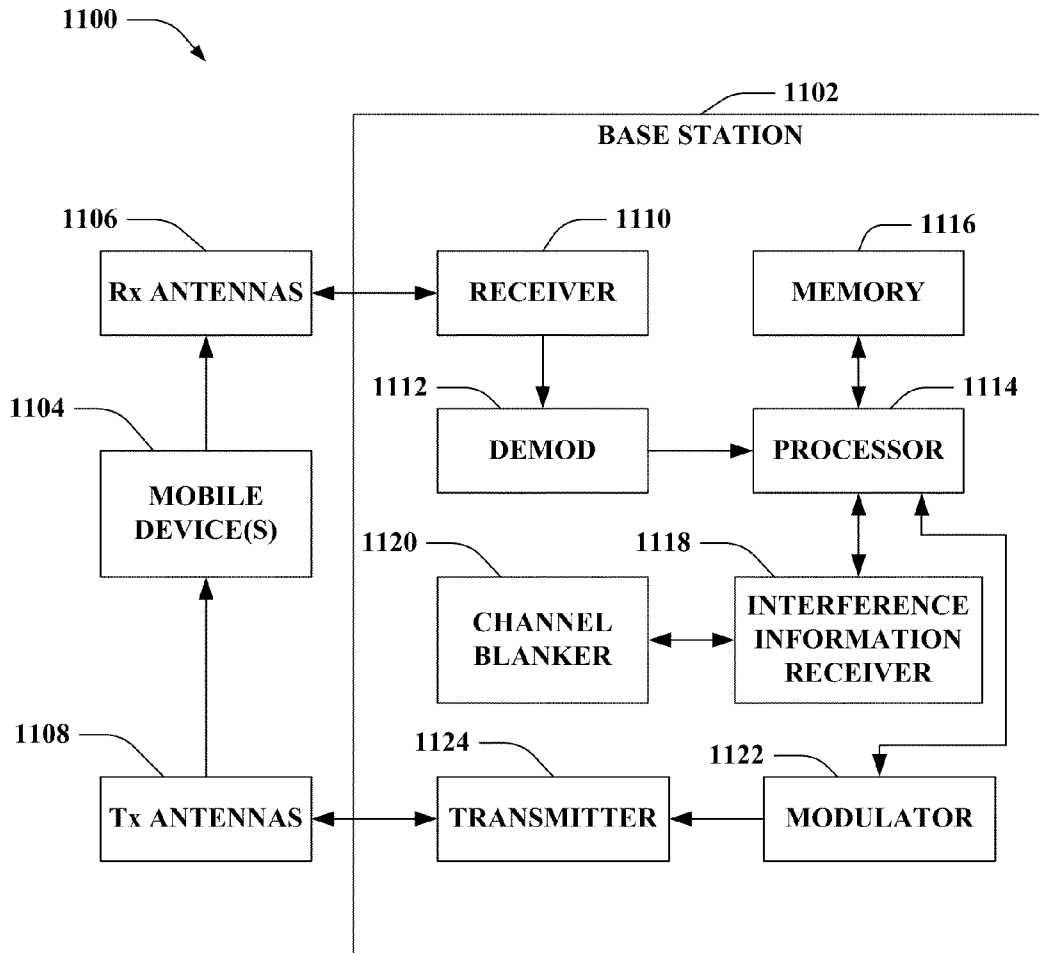 1100
1102
BASE STATION
1106
1110
1116
Rx ANTENNAS
RECEIVER
MEMORY
1104
1112
1114
MOBILE
DEVICE(S)
DEMOD
PROCESSOR
1120
1118
CHANNEL
BLANKER
INTERFERENCE
INFORMATION
RECEIVER
1108
1124
1122
Tx ANTENNAS
TRANSMITTER
MODULATOR